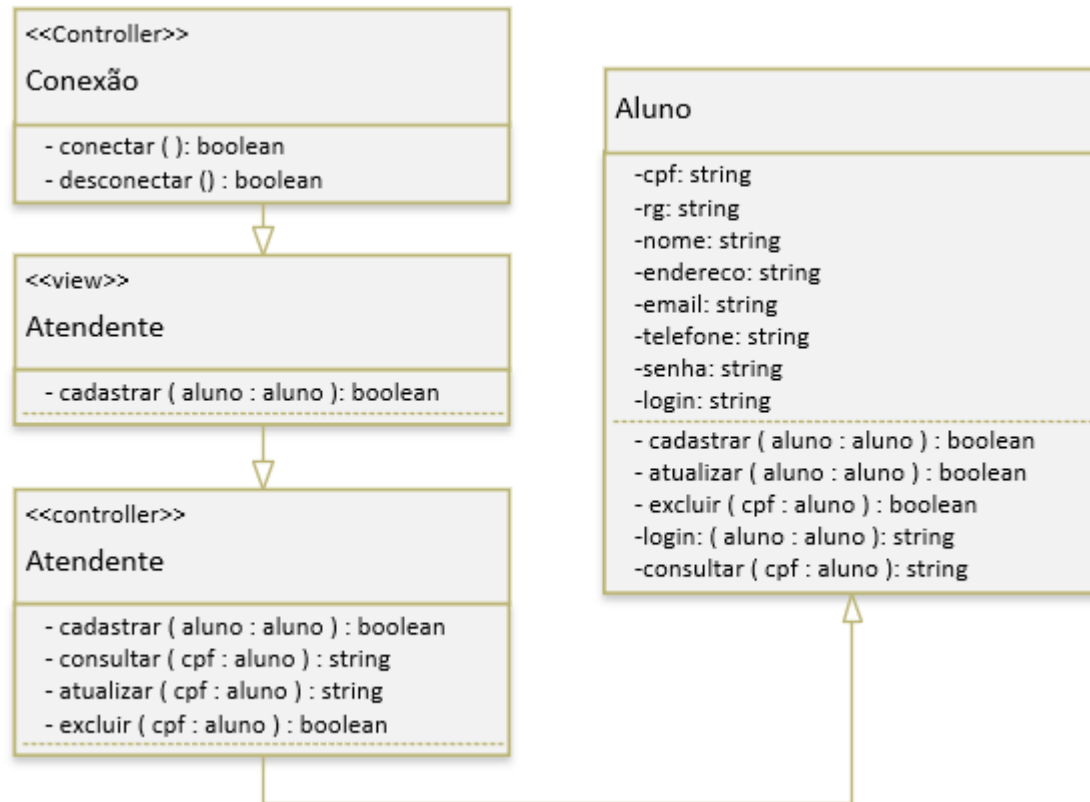 <<Controller>>
Conexão
- conectar ( ): boolean
- desconectar () : boolean
<<view>>
Atendente
- cadastrar ( aluno : aluno ): boolean
<<controller>>
Atendente
- cadastrar ( aluno : aluno ) : boolean
- consultar ( cpf : aluno ) : string
- atualizar ( cpf : aluno ) : string
- excluir ( cpf : aluno ) : boolean
Aluno
-cpf: string
-rg: string
-nome: string
-endereco: string
-email: string
-telefone: string
-senha: string
-login: string
- cadastrar ( aluno : aluno ) : boolean
- atualizar ( aluno : aluno ) : boolean
- excluir ( cpf : aluno ) : boolean
-login: ( aluno : aluno ): string
-consultar ( cpf : aluno ): string